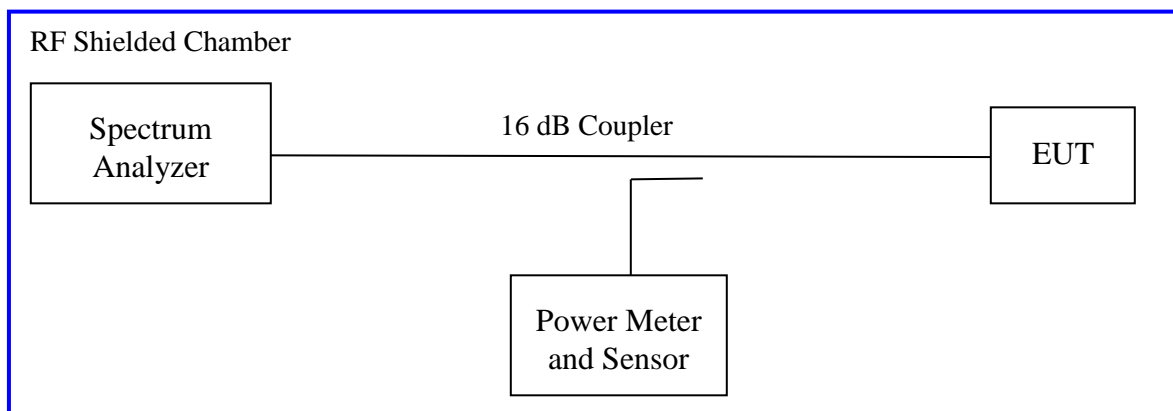 RF Shielded Chamber
Spectrum
Analyzer
16 dB Coupler
EUT
Power Meter
and Sensor